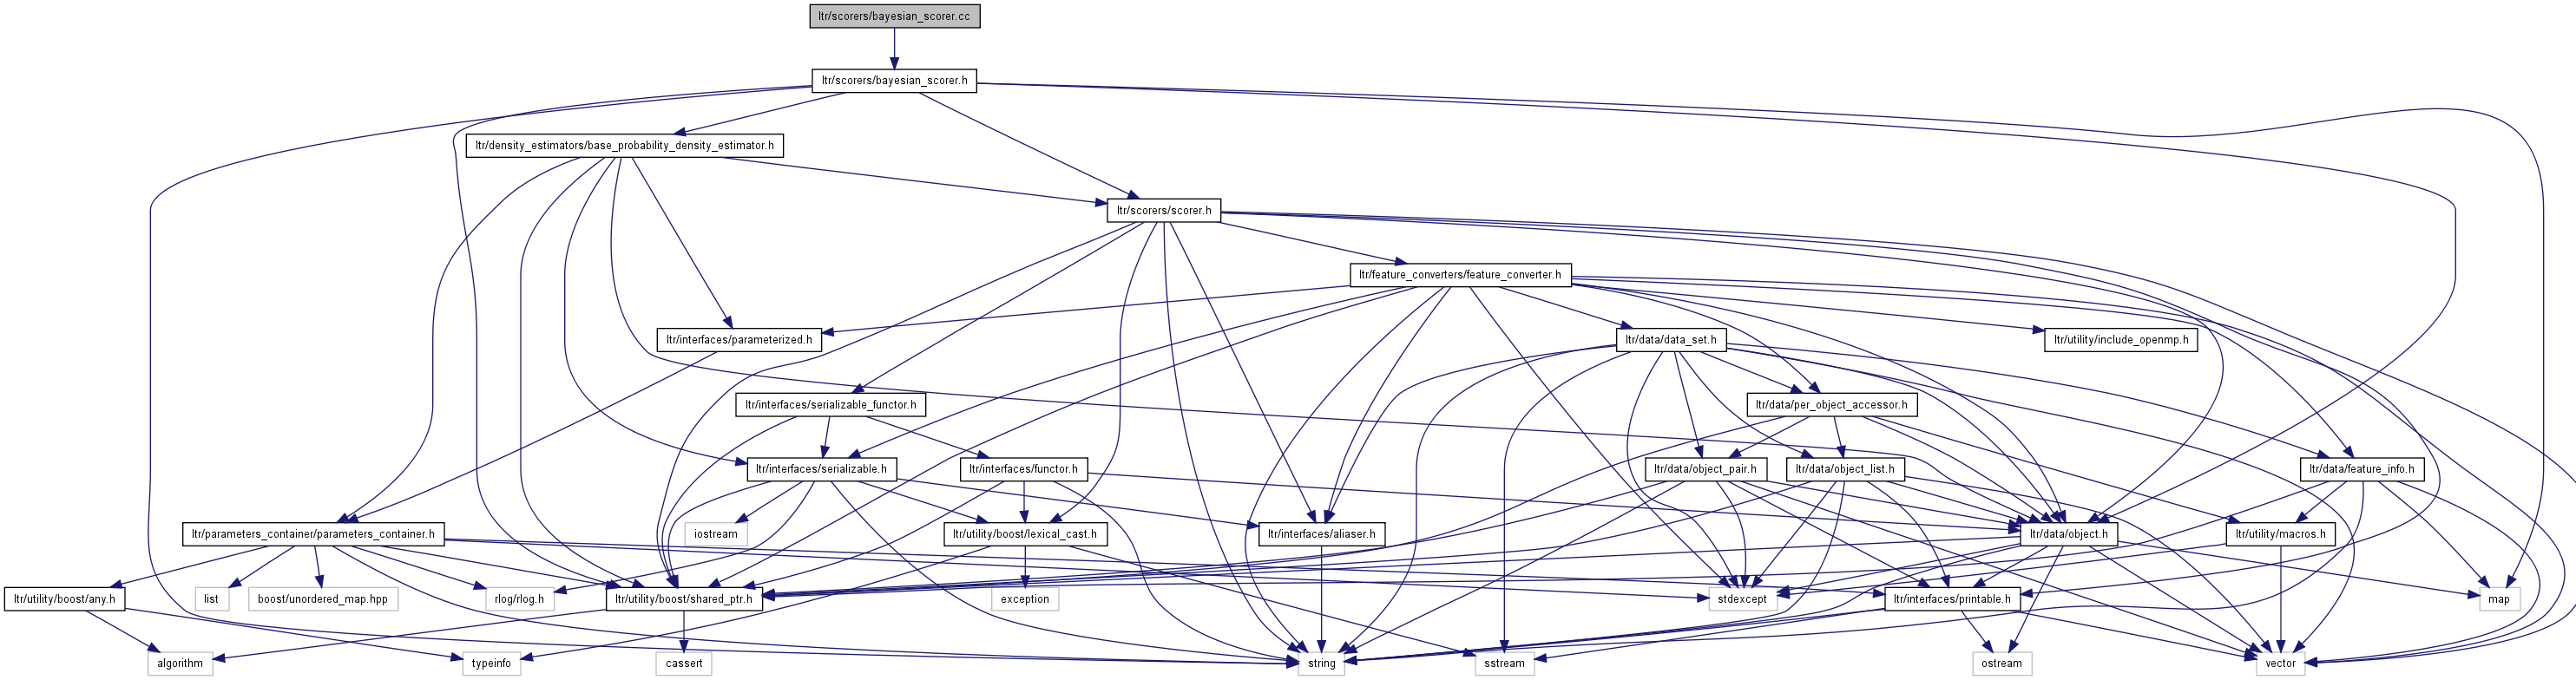 ltr/scorers/bayesian_scorer.cc
ltr/scorers/bayesian_scorer.h
ltr/density_estimators/base_probability_density_estimator.h
ltr/scorers/scorer.h
ltr/feature_converters/feature_converter.h
ltr/interfaces/parameterized.h
ltr/data/data_set.h
ltr/utility/include_openmp.h
ltr/interfaces/serializable_functor.h
ltr/data/per_object_accessor.h
ltr/interfaces/serializable.h
ltr/interfaces/functor.h
ltr/data/object_pair.h
ltr/data/object_list.h
ltr/data/feature_info.h
ltr/parameters_container/parameters_container.h
iostream
ltr/utility/boost/lexical_cast.h
ltr/interfaces/aliaser.h
ltr/data/object.h
ltr/utility/macros.h
ltr/utility/boost/any.h
list
boost/unordered_map.hpp
rlog/rlog.h
ltr/utility/boost/shared_ptr.h
exception
stdexcept
ltr/interfaces/printable.h
map
algorithm
typeinfo
cassert
string
sstream
ostream
vector